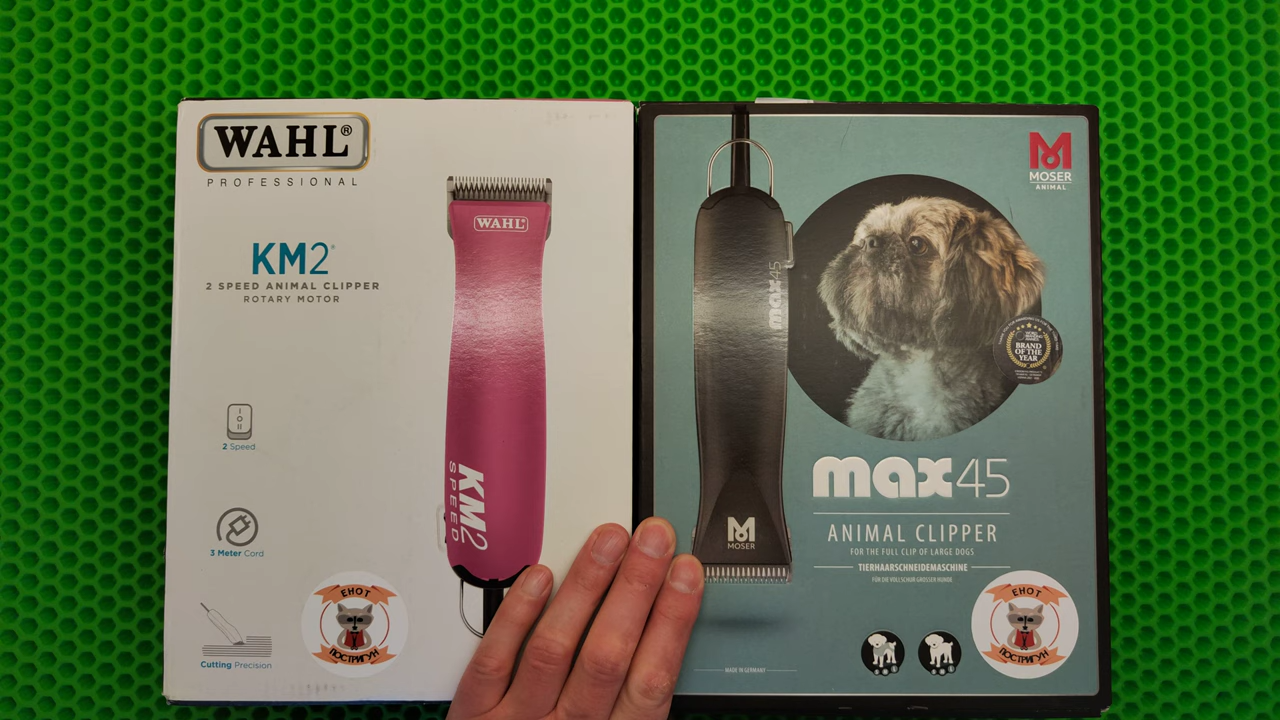 WAHL®
PROFESSIONAL
KM2
2 SPEED ANIMAL CLIPPER
ROTARY MOTOR
2 Speed
3 Meter Cord
Cutting Precision
WAHL
KM2
SPEED
ЕНОТ
ПОСТРИГУН
MOSER
ANIMAL
max45
BRAND
OF THE
YEAR
MOSER
max45
ANIMAL CLIPPER
FOR THE FULL CLIP OF LARGE DOGS
TIERHAARSCHNEIDEMASCHINE
FÜR DIE VOLLSCHUR GROSSER HUNDE
MADE IN GERMANY
ЕНОТ
ПОСТРИГУН